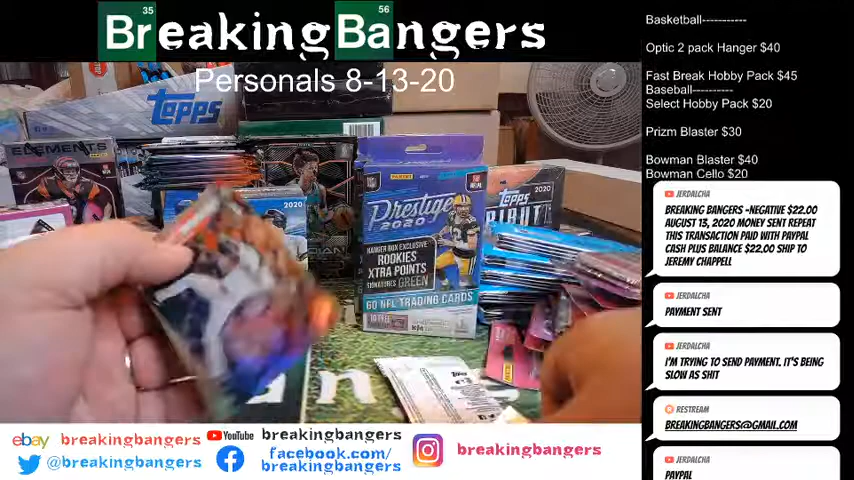 35
56
BreakingBangers
Personals 8-13-20
TOPPS
ELEMENTS
2020
PANINI
Prestige
2020
HANGER BOX EXCLUSIVE
ROOKIES
XTRA POINTS
SIGNATURES GREEN
60 NFL TRADING CARDS
TOPPS
2020
Basketball-----------
Optic 2 pack Hanger $40
Fast Break Hobby Pack $45
Baseball----------
Select Hobby Pack $20
Prizm Blaster $30
Bowman Blaster $40
Bowman Cello $20
JERDALCHA
BREAKING BANGERS -NEGATIVE $22.00
AUGUST 13, 2020 MONEY SENT REPEAT
THIS TRANSACTION PAID WITH PAYPAL
CASH PLUS BALANCE $22.00 SHIP TO
JEREMY CHAPPELL
JERDALCHA
PAYMENT SENT
JERDALCHA
I'M TRYING TO SEND PAYMENT. IT'S BEING
SLOW AS SHIT
RESTREAM
BREAKINGBANGERS@GMAIL.COM
JERDALCHA
PAYPAL
ebay breakingbangers
YouTube breakingbangers
@breakingbangers
facebook.com/
breakingbangers
breakingbangers